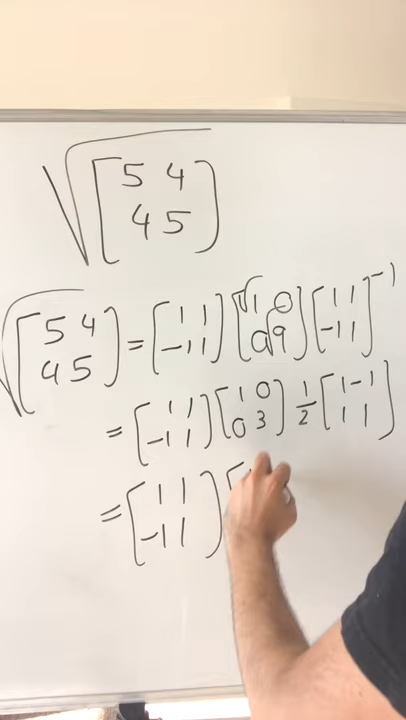 √[5 4
4 5]
√[5 4
4 5] = [1 1
-1 1] [√1 0
0 √9] [1 1
-1 1]⁻¹
= [1 1
-1 1] [1 0
0 3] 1/2 [1 -1
1 1]
= [1 1
-1 1] [